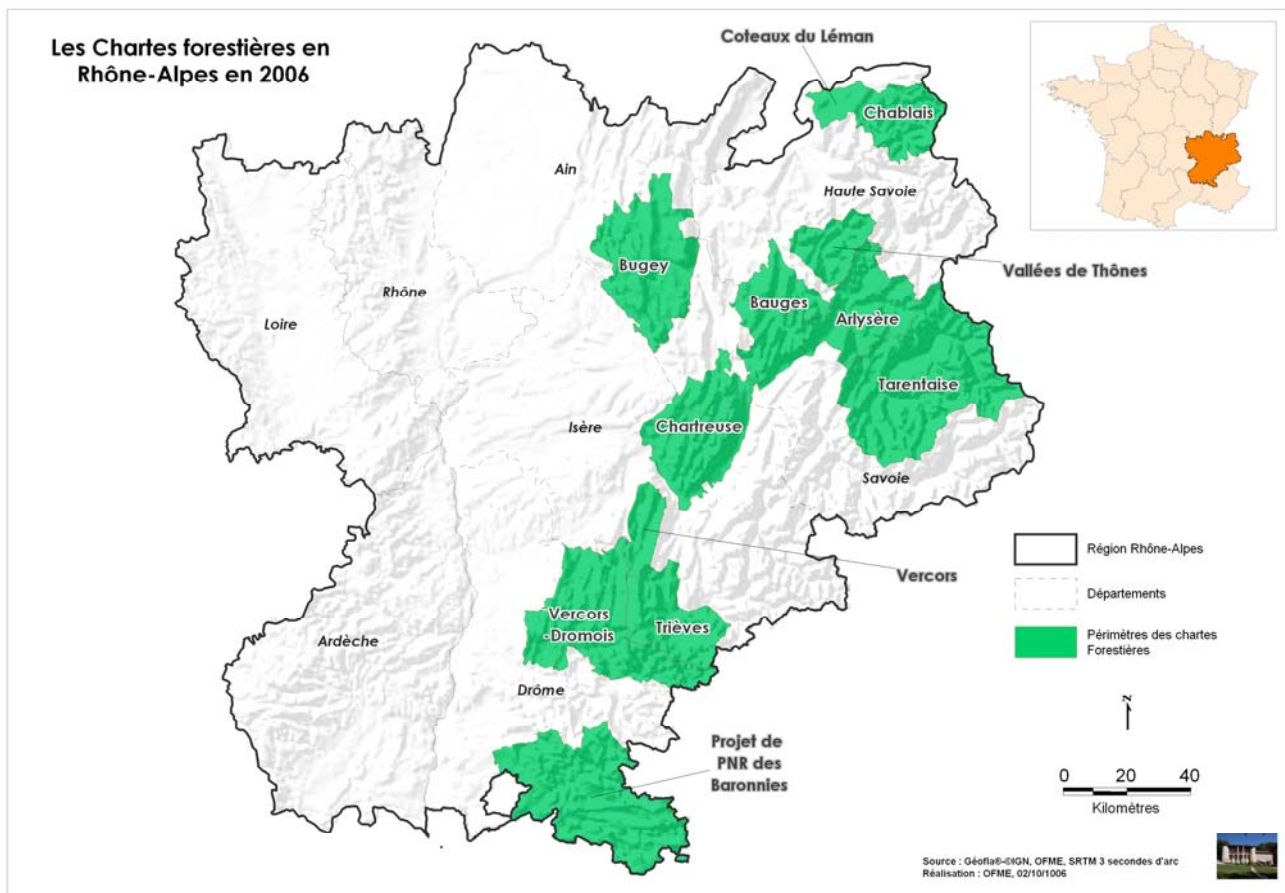 Les Chartes forestières en
Rhône-Alpes en 2006
Coteaux du Léman
Chablais
Ain
Haute Savoie
Bugey
Vallées de Thônes
Rhône
Bauges
Loire
Arlysère
Tarentaise
Isère
Chartreuse
Savoie
Région Rhône-Alpes
Vercors
Départements
Vercors
-Dromois
Trièves
Ardèche
Périmètres des chartes
Forestières
Drôme
N
Projet de
PNR des
Baronnies
0 20 40
Kilomètres
Source : Géofla®-©IGN, OFME, SRTM 3 secondes d'arc
Réalisation : OFME, 02/10/1006